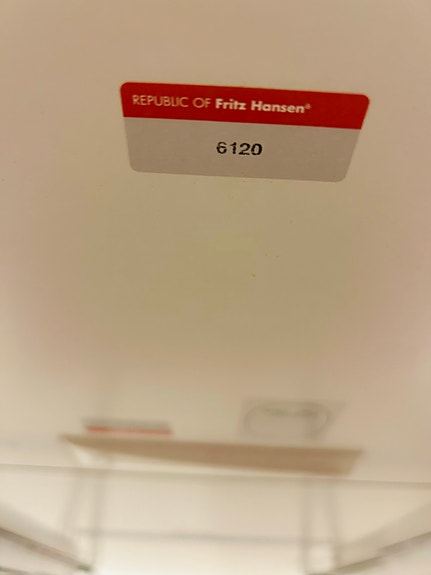 REPUBLIC OF Fritz Hansen®
6120